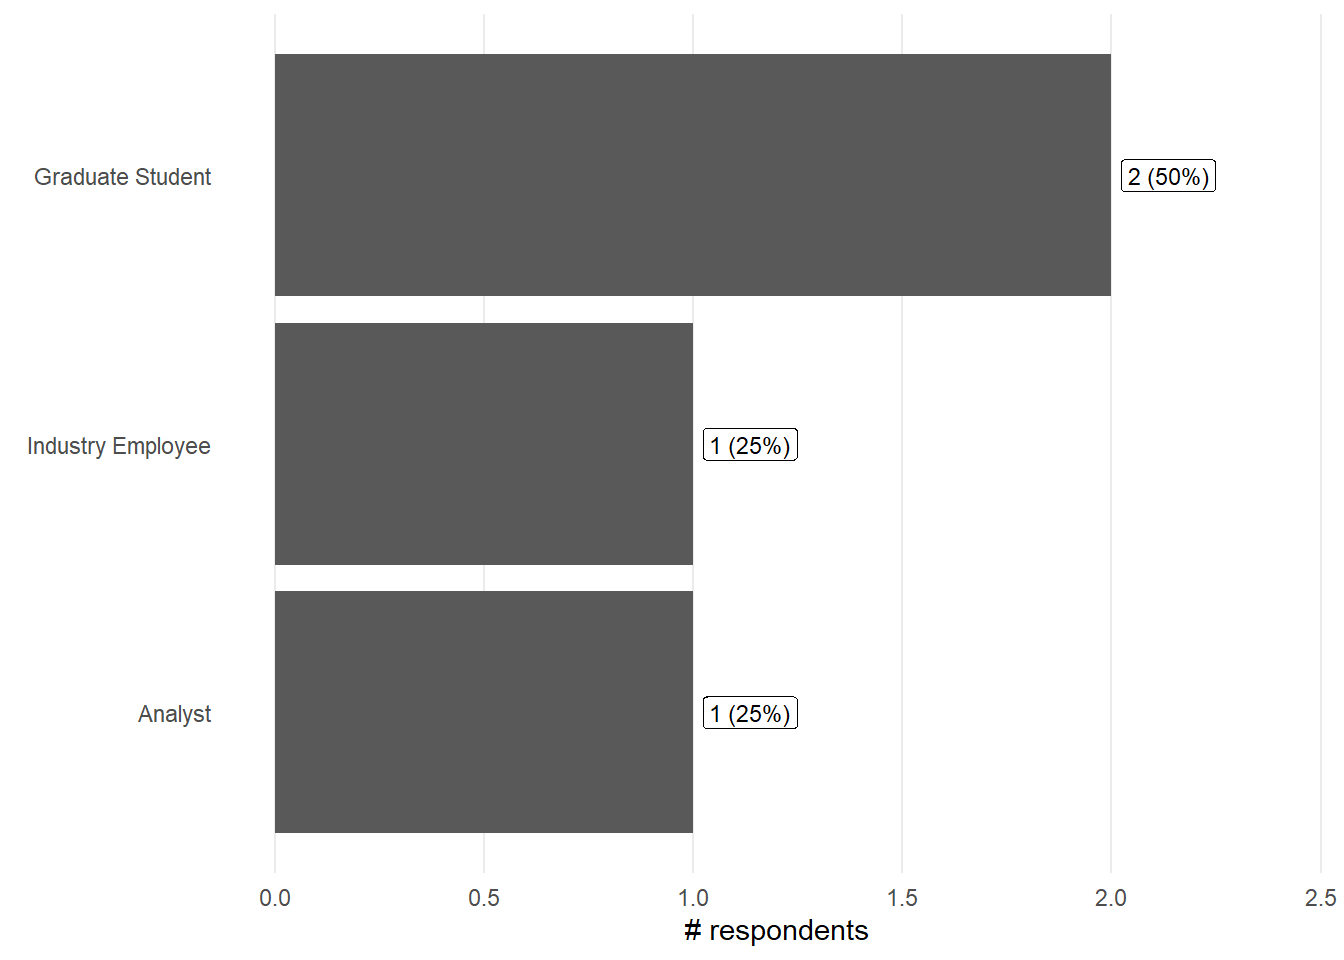 Graduate Student
2 (50%)
Industry Employee
1 (25%)
Analyst
1 (25%)
0.0 0.5 1.0 1.5 2.0 2.5
# respondents